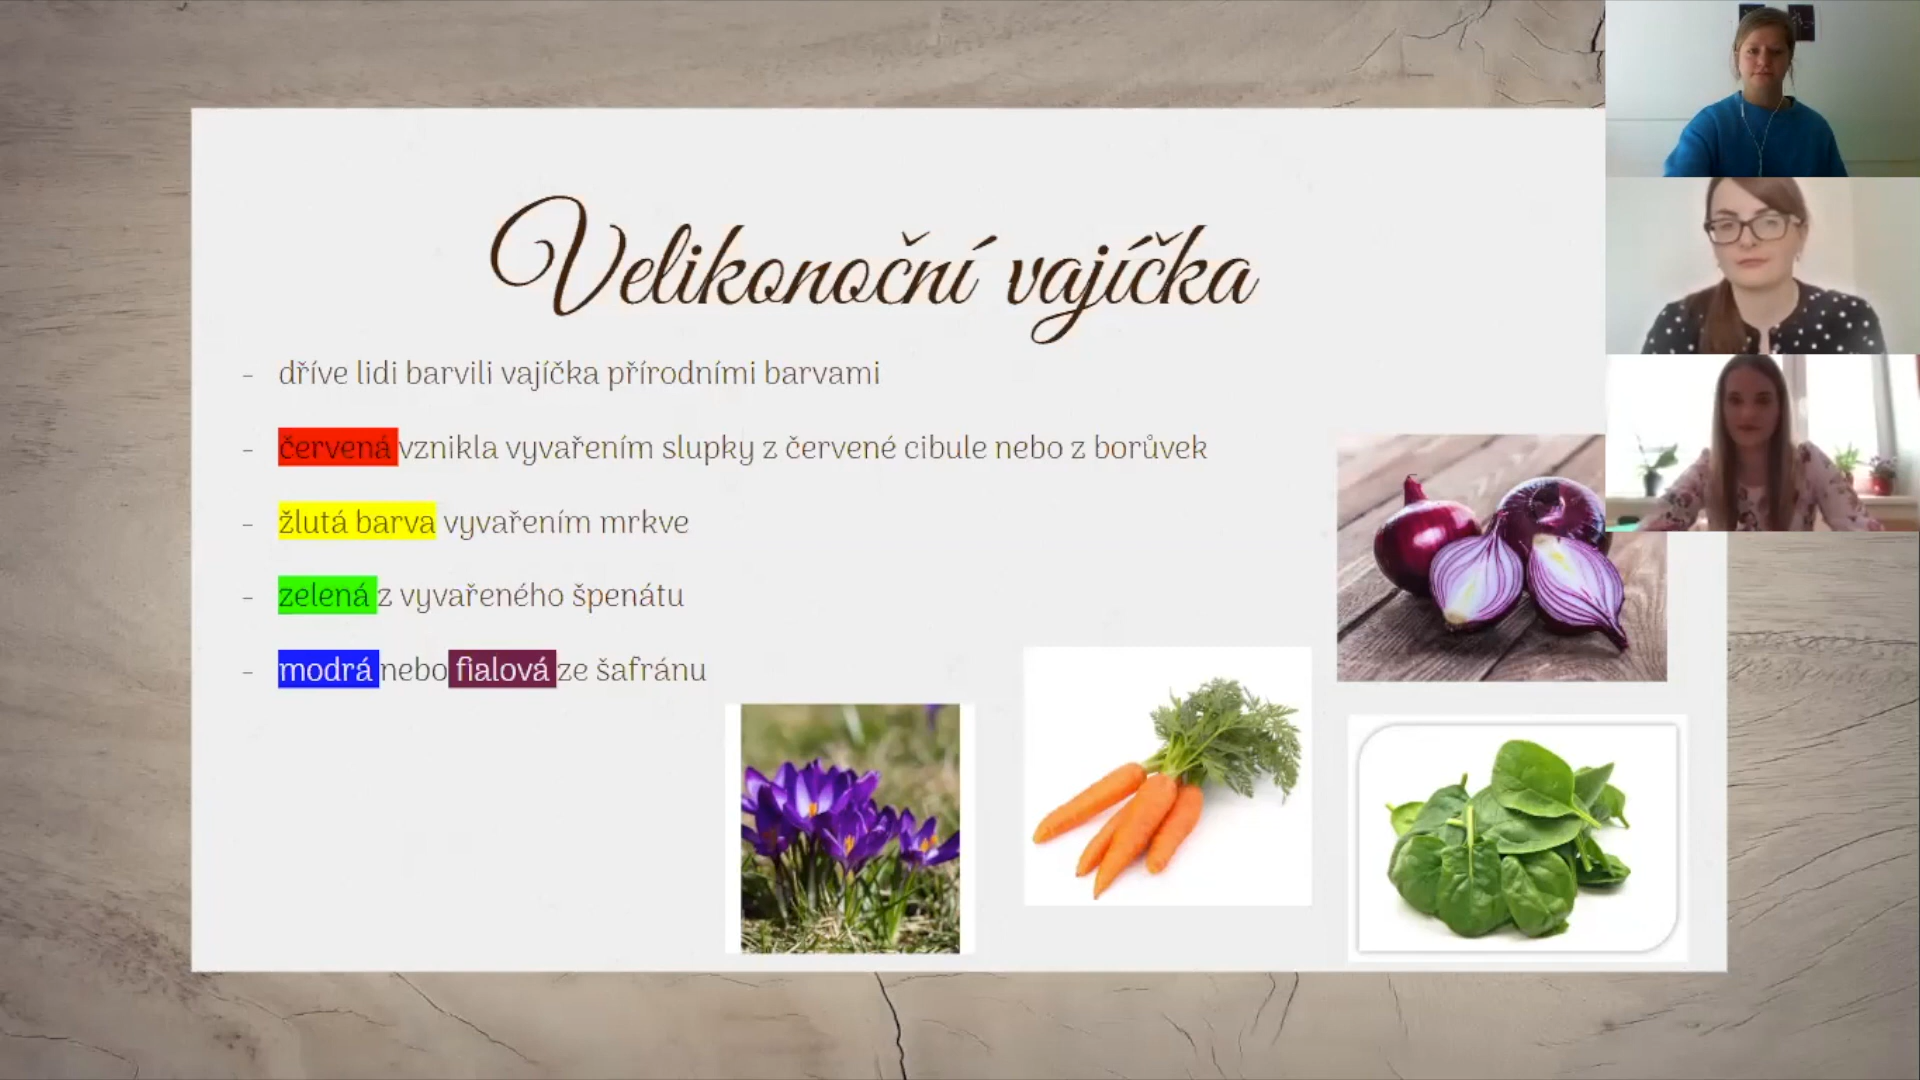 Velikonoční vajíčka
- dříve lidi barvili vajíčka přírodními barvami
- červená vznikla vyvařením slupky z červené cibule nebo z borůvek
- žlutá barva vyvařením mrkve
- zelená z vyvařeného špenátu
- modrá nebo fialová ze šafránu